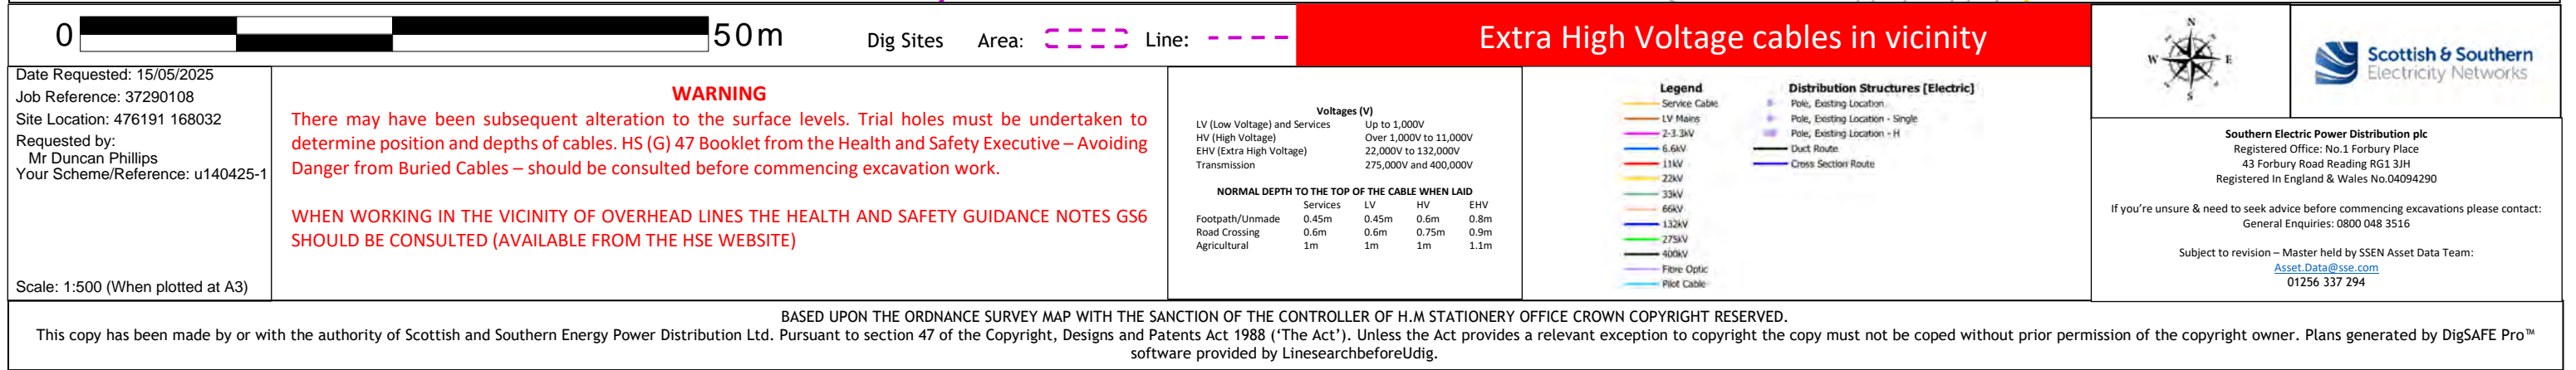 0 50m
Dig Sites Area: Line:
Extra High Voltage cables in vicinity
N
W E
S
Scottish & Southern
Electricity Networks
Date Requested: 15/05/2025
Job Reference: 37290108
Site Location: 476191 168032
Requested by:
Mr Duncan Phillips
Your Scheme/Reference: u140425-1
Scale: 1:500 (When plotted at A3)
WARNING
There may have been subsequent alteration to the surface levels. Trial holes must be undertaken to
determine position and depths of cables. HS (G) 47 Booklet from the Health and Safety Executive – Avoiding
Danger from Buried Cables – should be consulted before commencing excavation work.
WHEN WORKING IN THE VICINITY OF OVERHEAD LINES THE HEALTH AND SAFETY GUIDANCE NOTES GS6
SHOULD BE CONSULTED (AVAILABLE FROM THE HSE WEBSITE)
Voltages (V)
LV (Low Voltage) and Services Up to 1,000V
HV (High Voltage) Over 1,000V to 11,000V
EHV (Extra High Voltage) 22,000V to 132,000V
Transmission 275,000V and 400,000V
NORMAL DEPTH TO THE TOP OF THE CABLE WHEN LAID
Services LV HV EHV
Footpath/Unmade 0.45m 0.45m 0.6m 0.8m
Road Crossing 0.6m 0.6m 0.75m 0.9m
Agricultural 1m 1m 1m 1.1m
Legend
Service Cable
LV Mains
2-3.3kV
6.6kV
11kV
22kV
33kV
66kV
132kV
275kV
400kV
Fibre Optic
Pilot Cable
Distribution Structures [Electric]
Pole, Existing Location
Pole, Existing Location - Single
Pole, Existing Location - H
Duct Route
Cross Section Route
Southern Electric Power Distribution plc
Registered Office: No.1 Forbury Place
43 Forbury Road Reading RG1 3JH
Registered In England & Wales No.04094290
If you're unsure & need to seek advice before commencing excavations please contact:
General Enquiries: 0800 048 3516
Subject to revision – Master held by SSEN Asset Data Team:
Asset.Data@sse.com
01256 337 294
BASED UPON THE ORDNANCE SURVEY MAP WITH THE SANCTION OF THE CONTROLLER OF H.M STATIONERY OFFICE CROWN COPYRIGHT RESERVED.
This copy has been made by or with the authority of Scottish and Southern Energy Power Distribution Ltd. Pursuant to section 47 of the Copyright, Designs and Patents Act 1988 ('The Act'). Unless the Act provides a relevant exception to copyright the copy must not be coped without prior permission of the copyright owner. Plans generated by DigSAFE Pro™
software provided by LinesearchbeforeUdig.